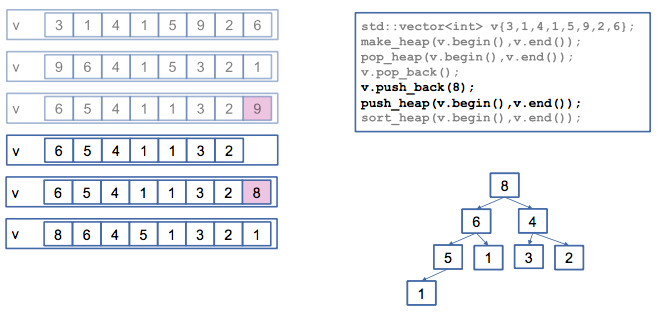 v 3 1 4 1 5 9 2 6
v 9 6 4 1 5 3 2 1
v 6 5 4 1 1 3 2 9
v 6 5 4 1 1 3 2
v 6 5 4 1 1 3 2 8
v 8 6 4 5 1 3 2 1
std::vector<int> v{3,1,4,1,5,9,2,6};
make_heap(v.begin(),v.end());
pop_heap(v.begin(),v.end());
v.pop_back();
v.push_back(8);
push_heap(v.begin(),v.end());
sort_heap(v.begin(),v.end());
8
6 4
5 1 3 2
1